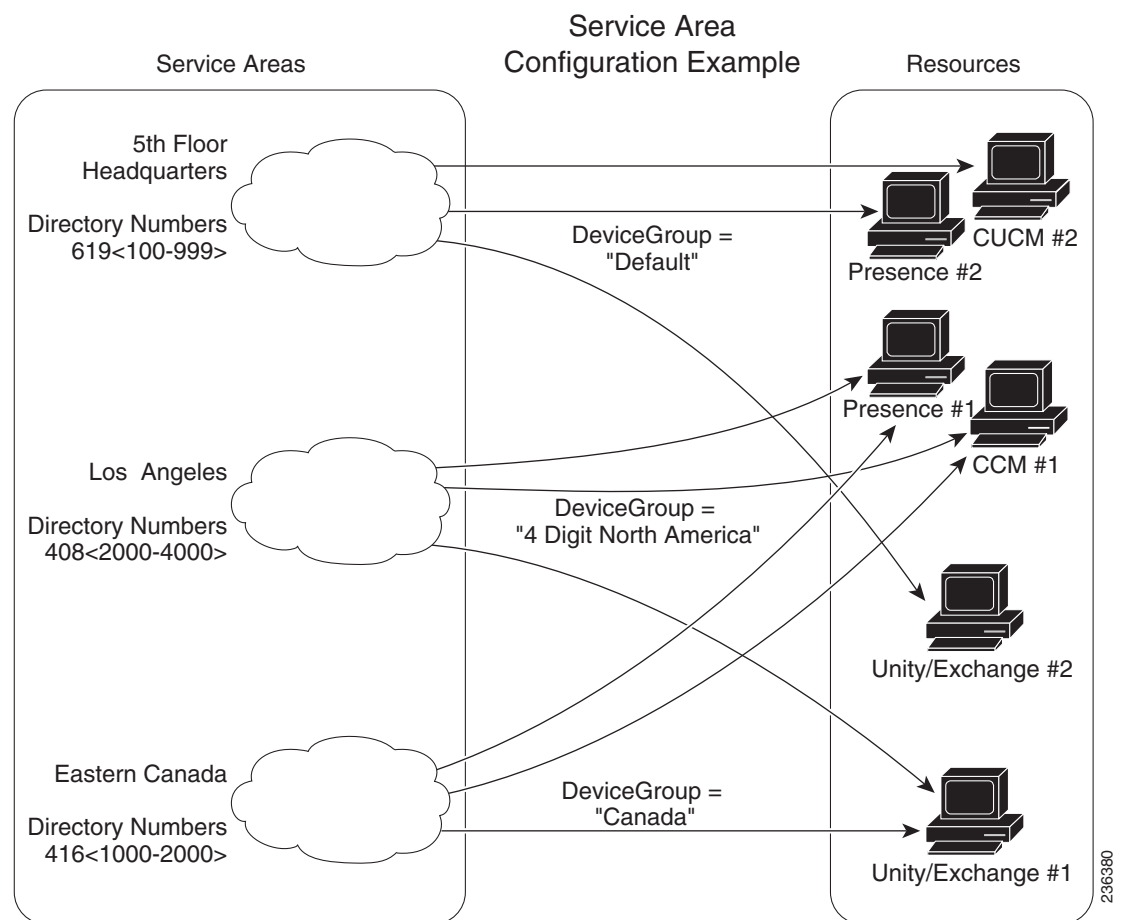 Service Area
Configuration Example
Service Areas
Resources
5th Floor
Headquarters
Directory Numbers
619<100-999>
DeviceGroup =
"Default"
CUCM #2
Presence #2
Presence #1
CCM #1
Los Angeles
Directory Numbers
408<2000-4000>
DeviceGroup =
"4 Digit North America"
Unity/Exchange #2
Eastern Canada
Directory Numbers
416<1000-2000>
DeviceGroup =
"Canada"
Unity/Exchange #1
236380